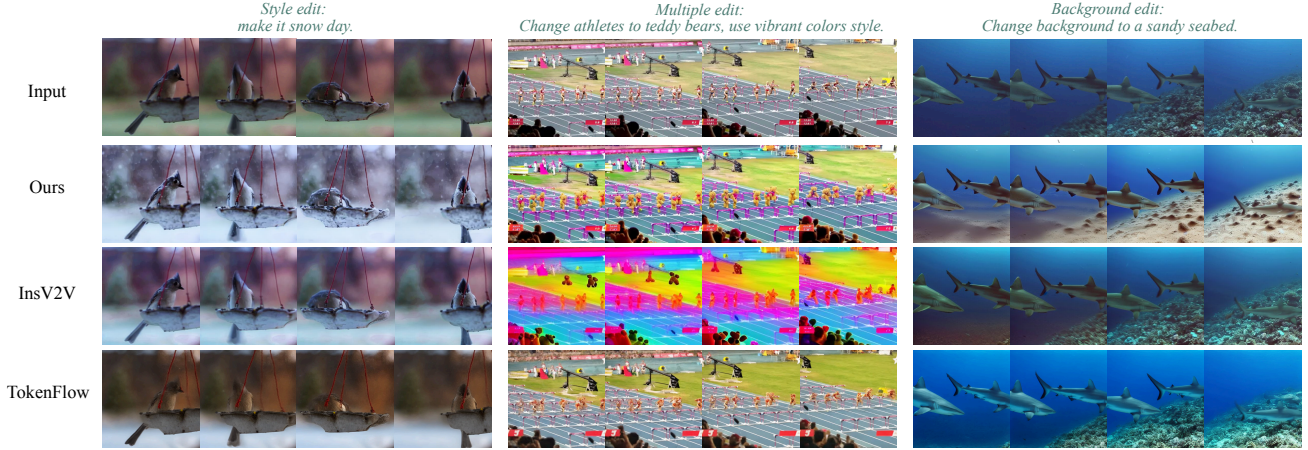 Style edit:
make it snow day.
Multiple edit:
Change athletes to teddy bears, use vibrant colors style.
Background edit:
Change background to a sandy seabed.
Input
Ours
InsV2V
TokenFlow